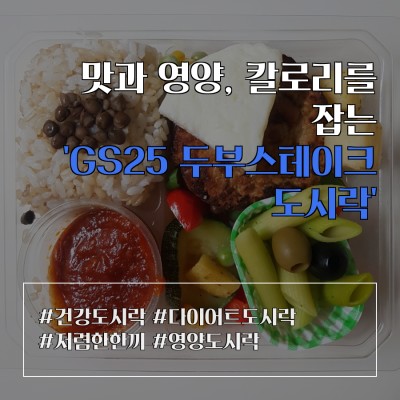 맛과 영양, 칼로리를
잡는
'GS25 두부스테이크
도시락'
#건강도시락 #다이어트도시락
#저렴한한끼 #영양도시락